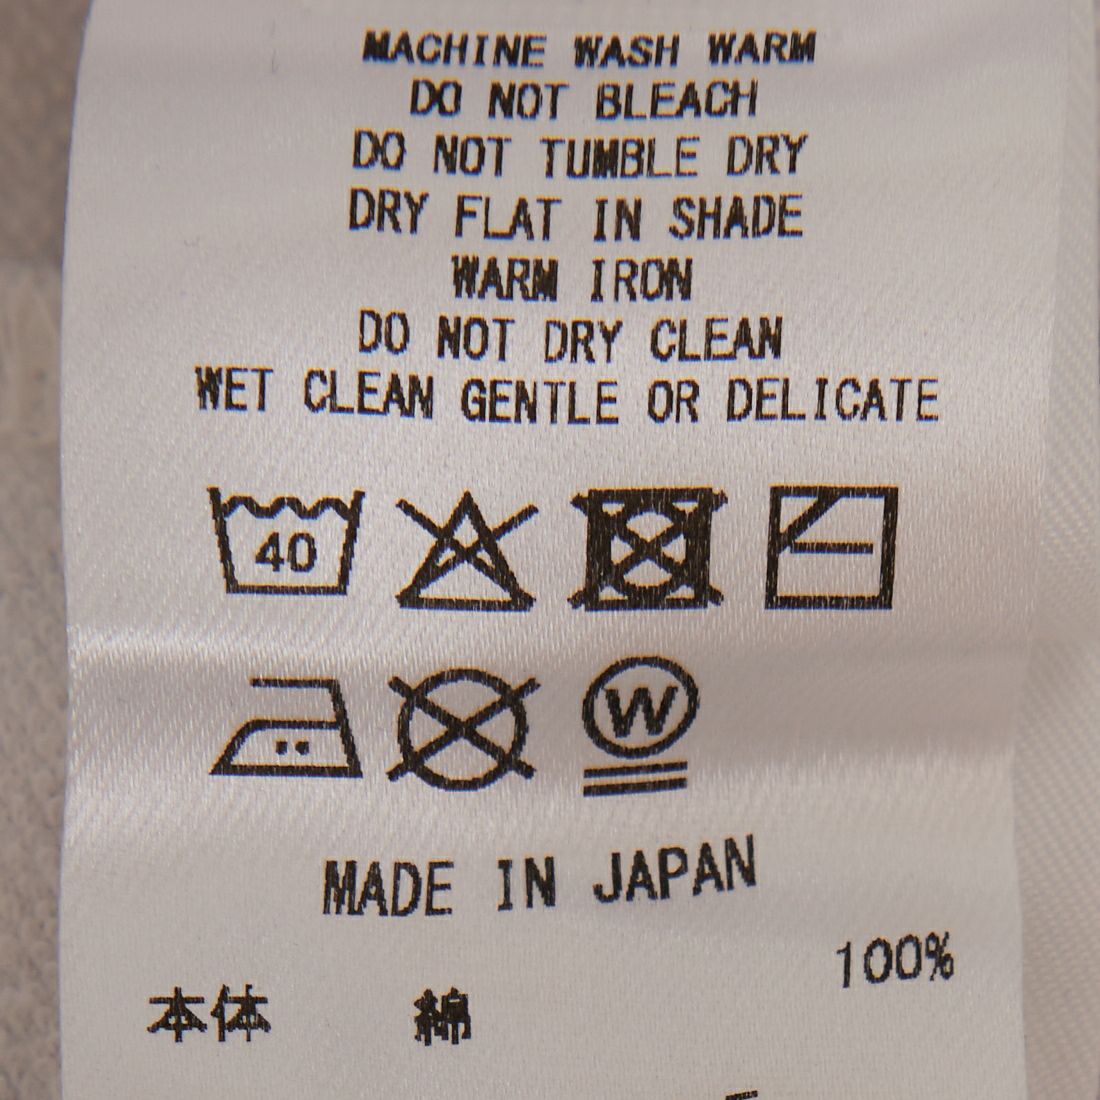 MACHINE WASH WARM
DO NOT BLEACH
DO NOT TUMBLE DRY
DRY FLAT IN SHADE
WARM IRON
DO NOT DRY CLEAN
WET CLEAN GENTLE OR DELICATE
40
W
MADE IN JAPAN
本体 綿 100%